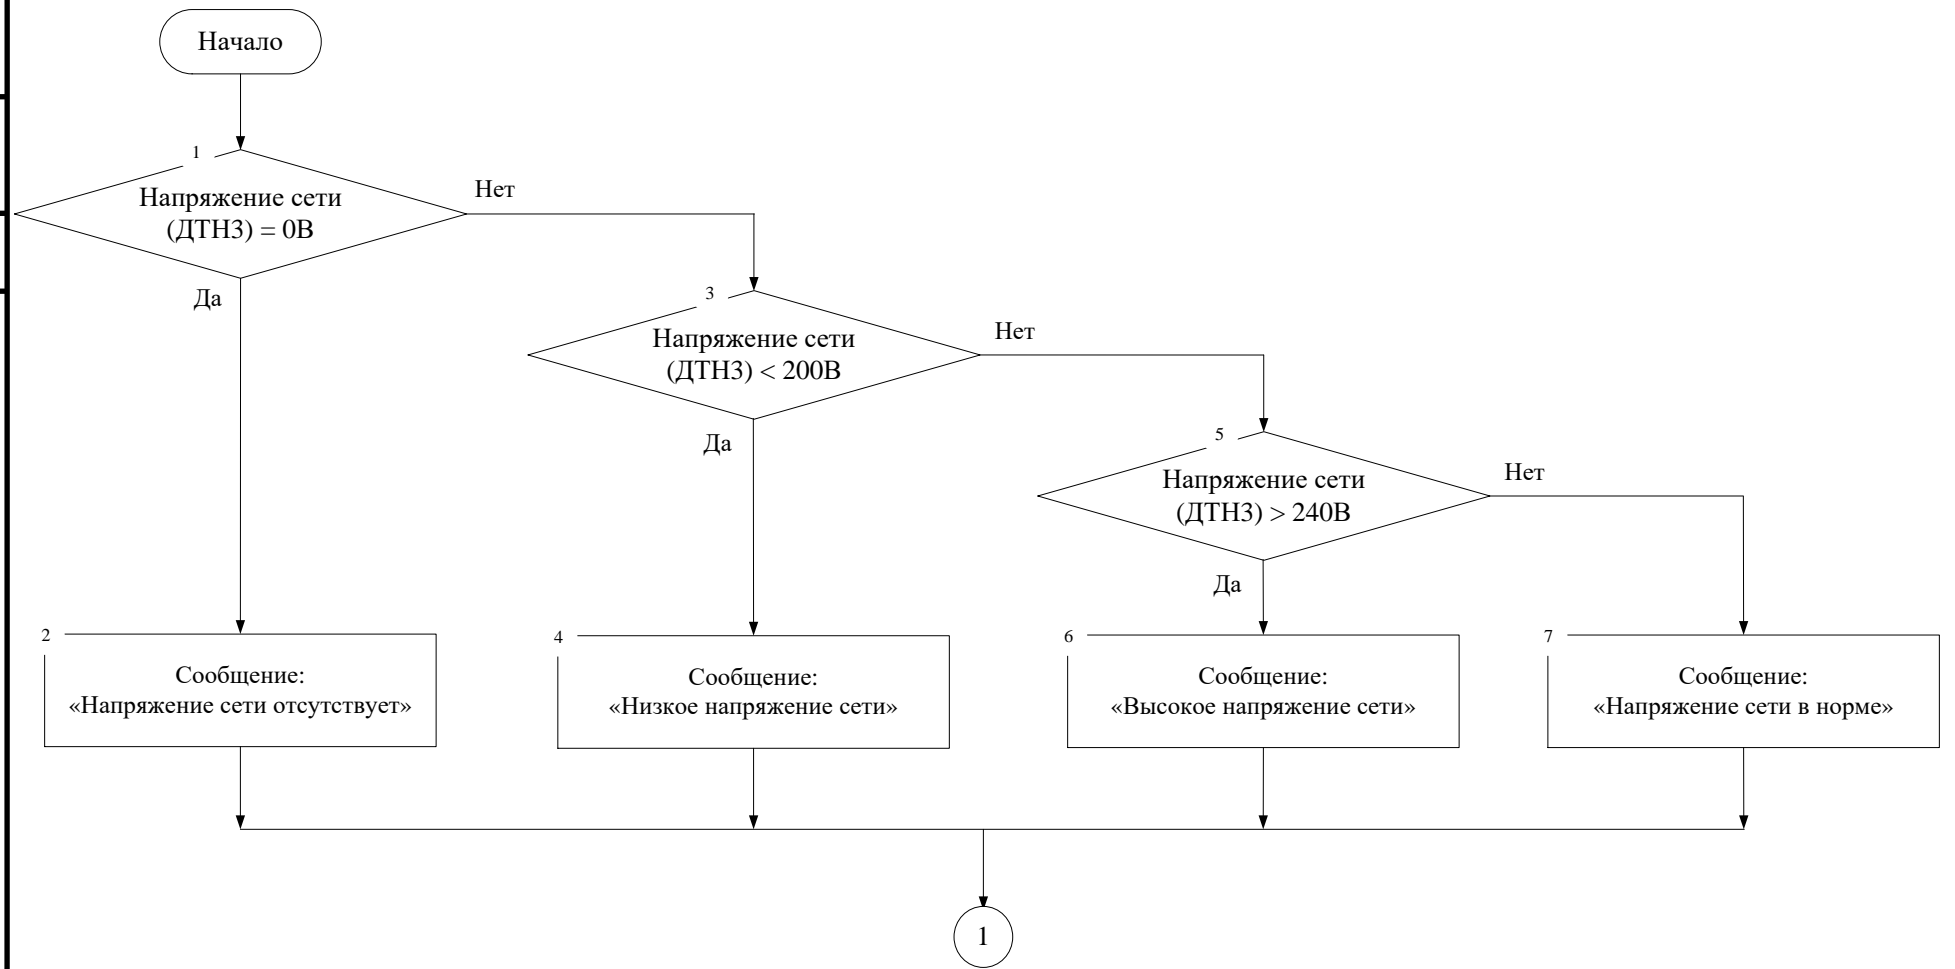 Начало
1
Напряжение сети
(ДТН3) = 0В
Нет
Да
3
Напряжение сети
(ДТН3) < 200В
Нет
Да
5
Напряжение сети
(ДТН3) > 240В
Нет
Да
2
Сообщение:
«Напряжение сети отсутствует»
4
Сообщение:
«Низкое напряжение сети»
6
Сообщение:
«Высокое напряжение сети»
7
Сообщение:
«Напряжение сети в норме»
1